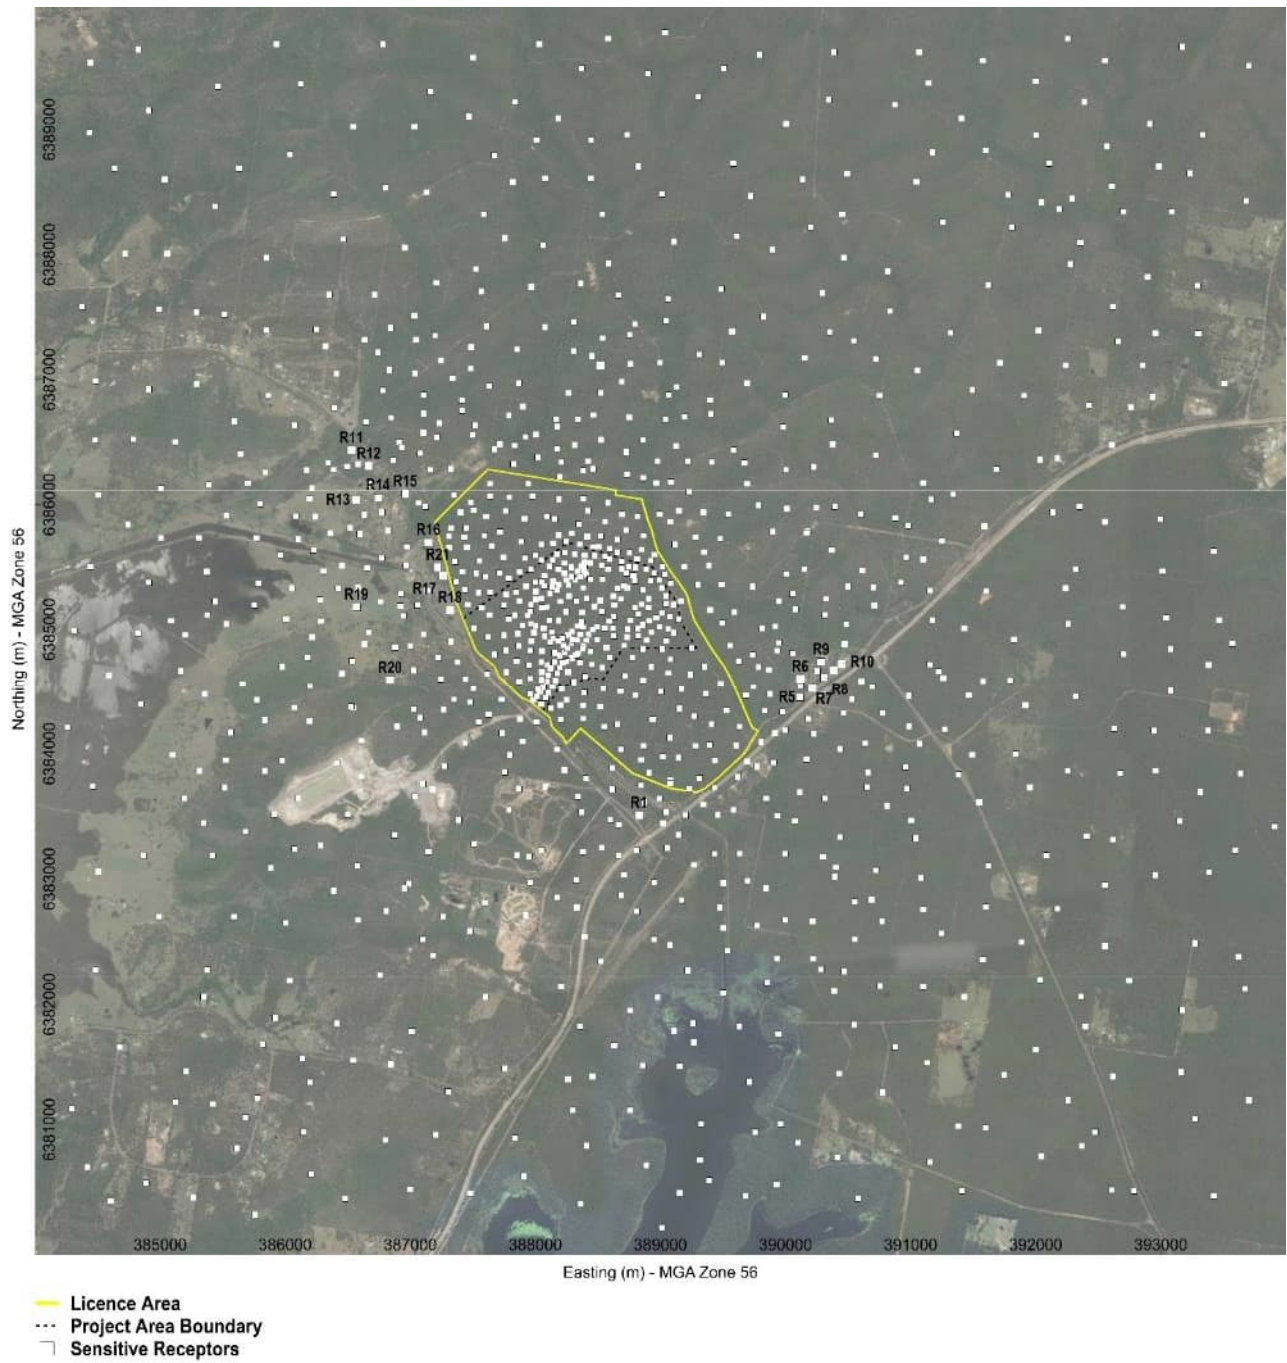 6389000
6388000
6387000
6386000
6385000
6384000
6383000
6382000
6381000
Northing (m) - MGA Zone 56
R11
R12
R15
R14
R13
R16
R21
R17
R18
R19
R20
R9
R10
R6
R8
R5
R7
R1
385000
386000
387000
388000
389000
390000
391000
392000
393000
Easting (m) - MGA Zone 56
Licence Area
Project Area Boundary
Sensitive Receptors